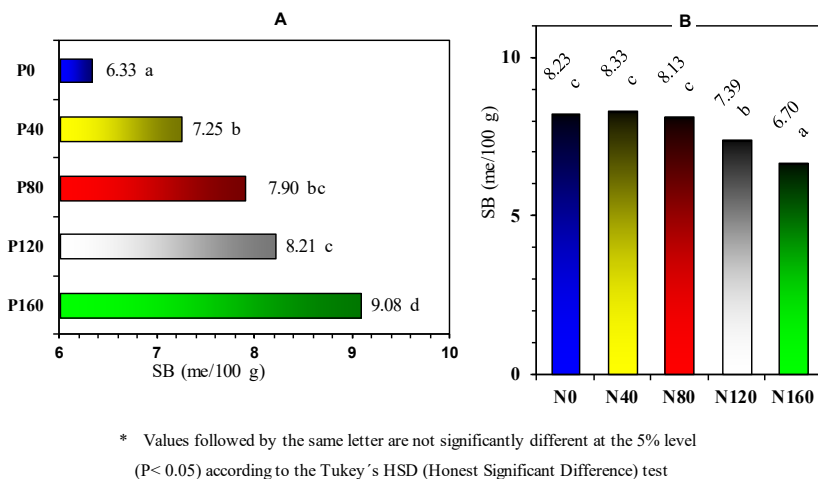 A
P0
6.33 a
P40
7.25 b
P80
7.90 bc
P120
8.21 c
P160
9.08 d
6 7 8 9 10
SB (me/100 g)
B
SB (me/100 g)
10
5
0
8.23 c
8.33 c
8.13 c
7.39 b
6.70 a
N0 N40 N80 N120 N160
* Values followed by the same letter are not significantly different at the 5% level
(P< 0.05) according to the Tukey´s HSD (Honest Significant Difference) test